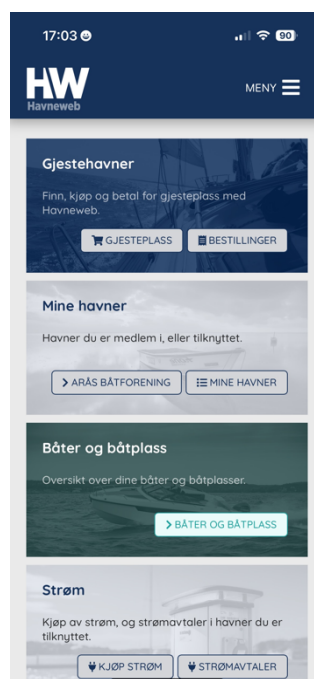 17:03
90
HW
Havneweb
MENY
Gjestehavner
Finn, kjøp og betal for gjesteplass med
Havneweb.
GJESTEPLASS
BESTILLINGER
Mine havner
Havner du er medlem i, eller tilknyttet.
ARÅS BÅTFORENING
MINE HAVNER
Båter og båtplass
Oversikt over dine båter og båtplasser.
BÅTER OG BÅTPLASS
Strøm
Kjøp av strøm, og strømavtaler i havner du er
tilknyttet.
KJØP STRØM
STRØMAVTALER